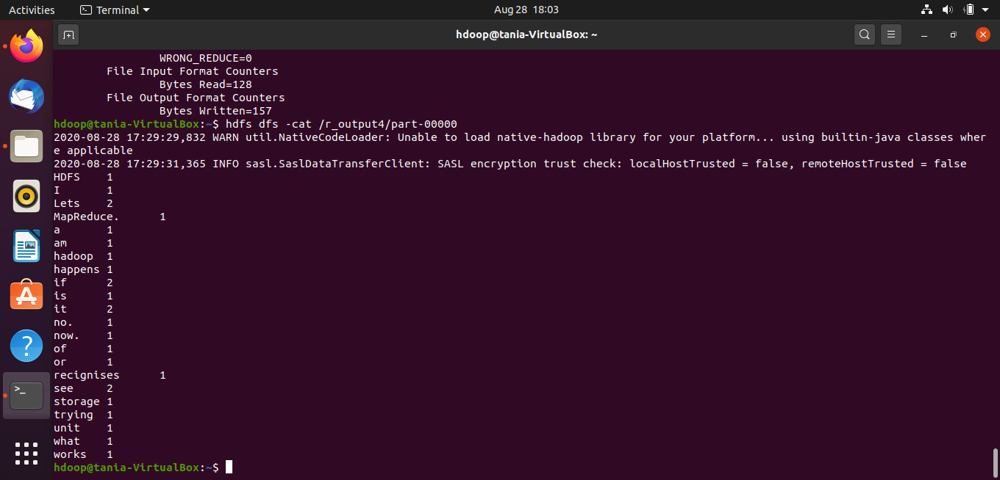 Activities Terminal Aug 28 18:03
hdoop@tania-VirtualBox: ~
WRONG_REDUCE=0
File Input Format Counters
Bytes Read=128
File Output Format Counters
Bytes Written=157
hdoop@tania-VirtualBox:~$ hdfs dfs -cat /r_output4/part-00000
2020-08-28 17:29:29,832 WARN util.NativeCodeLoader: Unable to load native-hadoop library for your platform... using builtin-java classes wher
e applicable
2020-08-28 17:29:31,365 INFO sasl.SaslDataTransferClient: SASL encryption trust check: localHostTrusted = false, remoteHostTrusted = false
HDFS 1
I 1
Lets 2
MapReduce. 1
a 1
am 1
hadoop 1
happens 1
if 2
is 1
it 2
no. 1
now. 1
of 1
or 1
recignises 1
see 2
storage 1
trying 1
unit 1
what 1
works 1
hdoop@tania-VirtualBox:~$